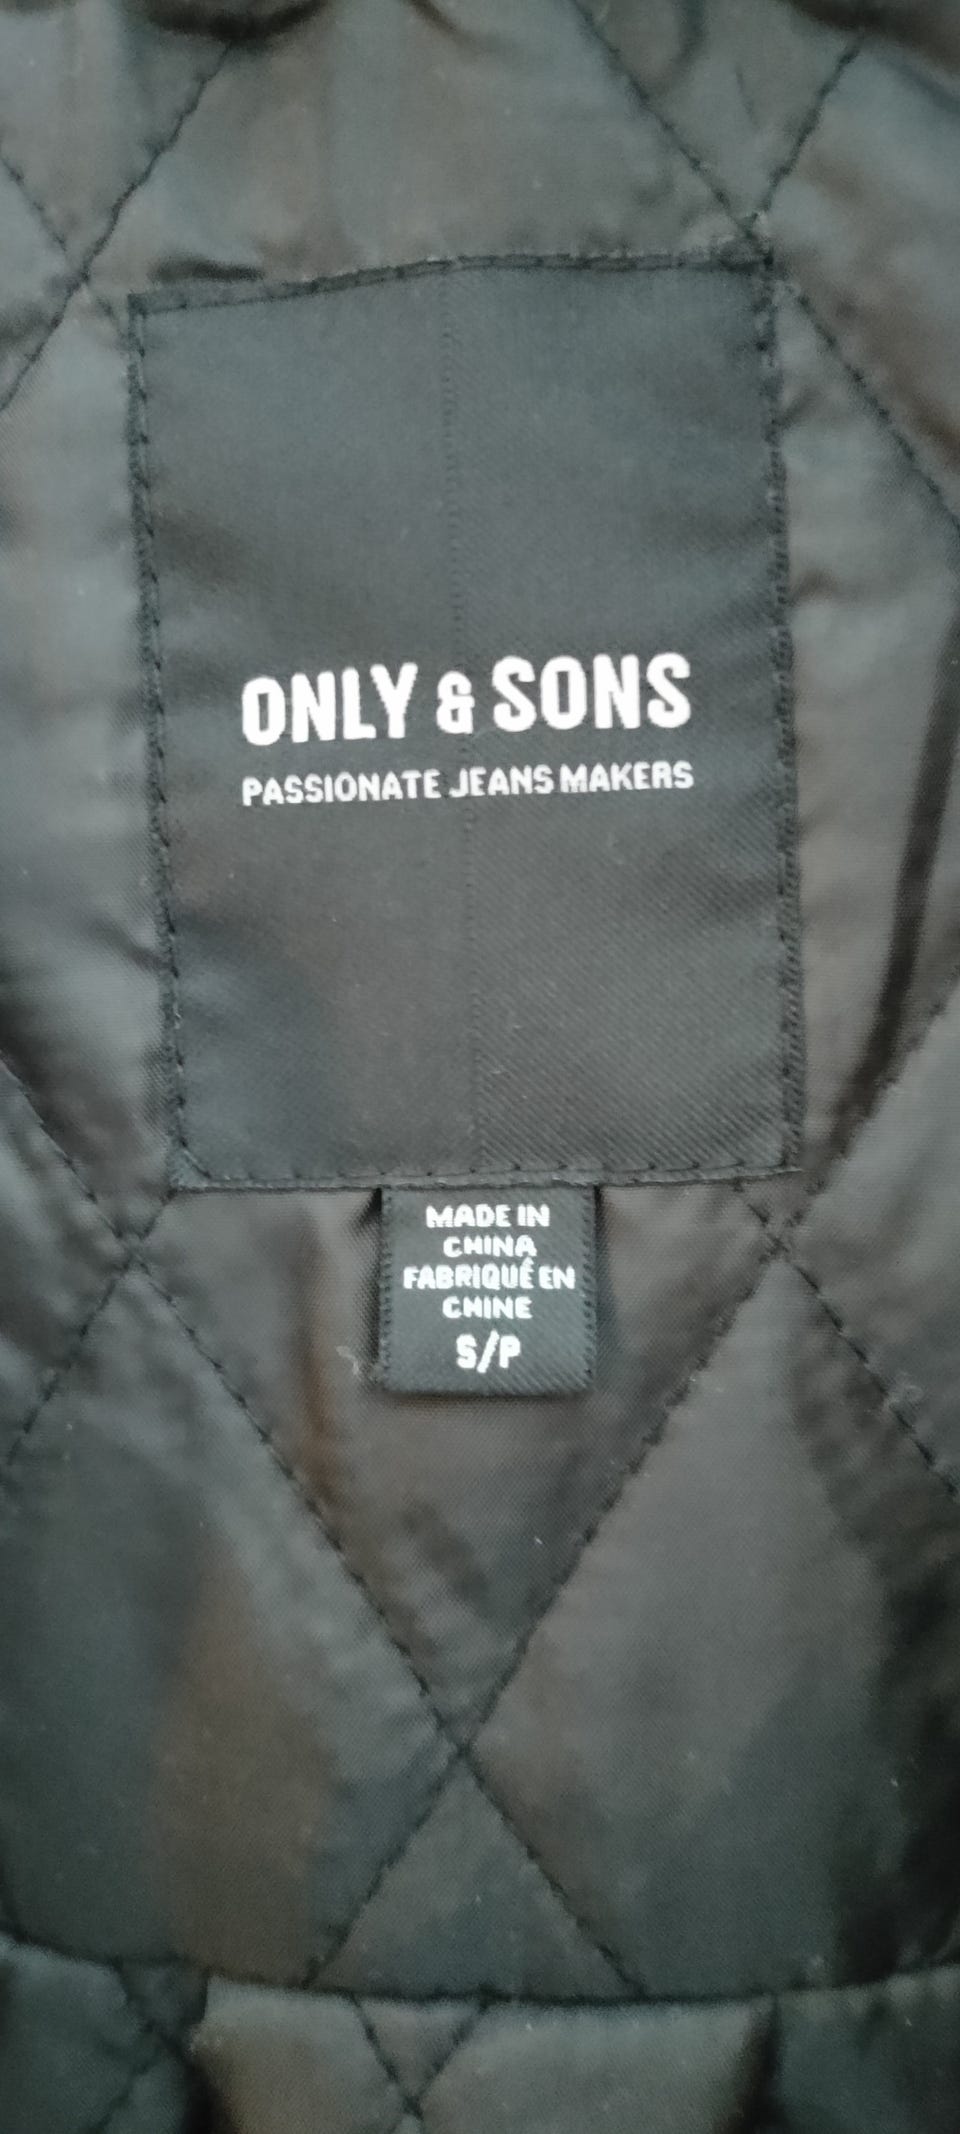 ONLY & SONS
PASSIONATE JEANS MAKERS
MADE IN
CHINA
FABRIQUÉ EN
CHINE
S/P